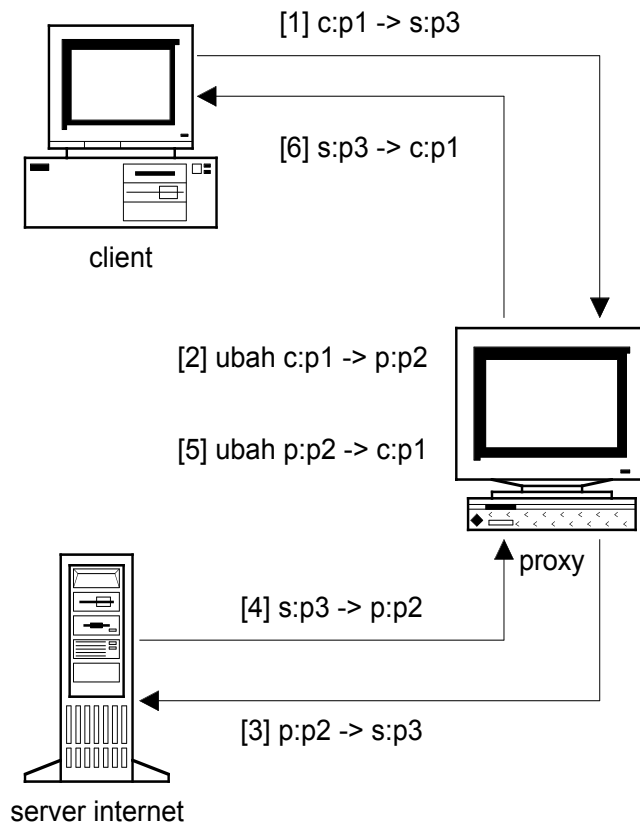 [1] c:p1 -> s:p3
[6] s:p3 -> c:p1
client
[2] ubah c:p1 -> p:p2
[5] ubah p:p2 -> c:p1
proxy
[4] s:p3 -> p:p2
[3] p:p2 -> s:p3
server internet